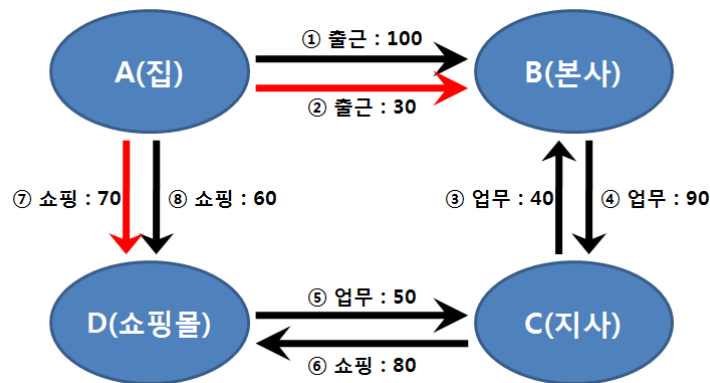 ① 출근 : 100
A(집)
B(본사)
② 출근 : 30
⑦ 쇼핑 : 70
⑧ 쇼핑 : 60
③ 업무 : 40
④ 업무 : 90
⑤ 업무 : 50
D(쇼핑몰)
C(지사)
⑥ 쇼핑 : 80